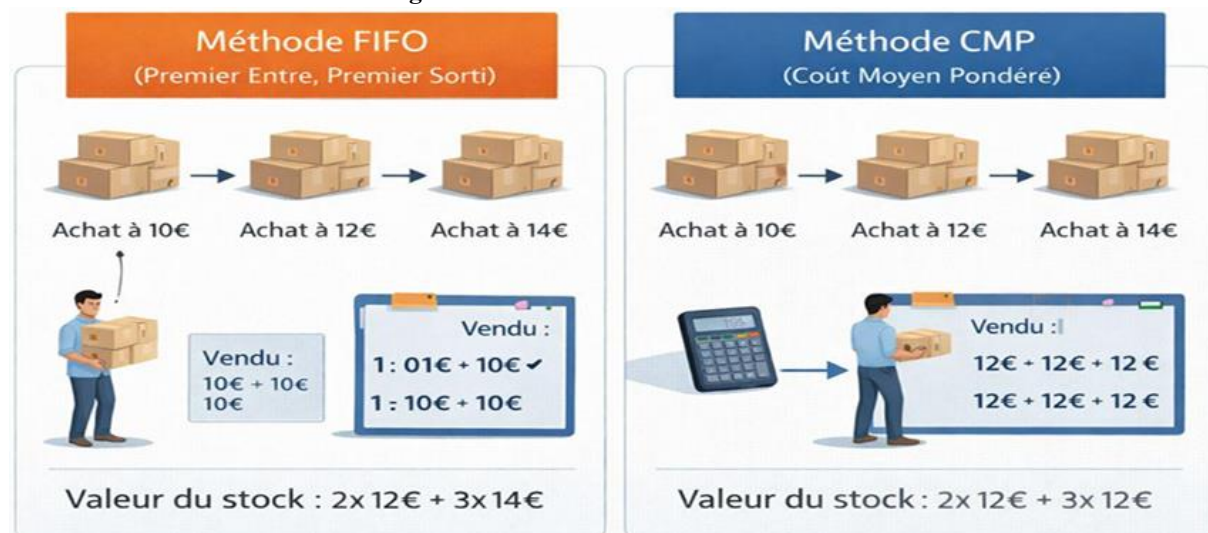 Méthode FIFO
(Premier Entre, Premier Sorti)
Achat à 10€
Achat à 12€
Achat à 14€
Vendu :
10€ + 10€
10€
Vendu :
1 : 01€ + 10€ ✔
1 : 10€ + 10€
Valeur du stock : 2x 12€ + 3x 14€
Méthode CMP
(Coút Moyen Pondéré)
Achat à 10€
Achat à 12€
Achat à 14€
Vendu :
12€ + 12€ + 12 €
12€ + 12€ + 12 €
Valeur du stock : 2x 12€ + 3x 12€